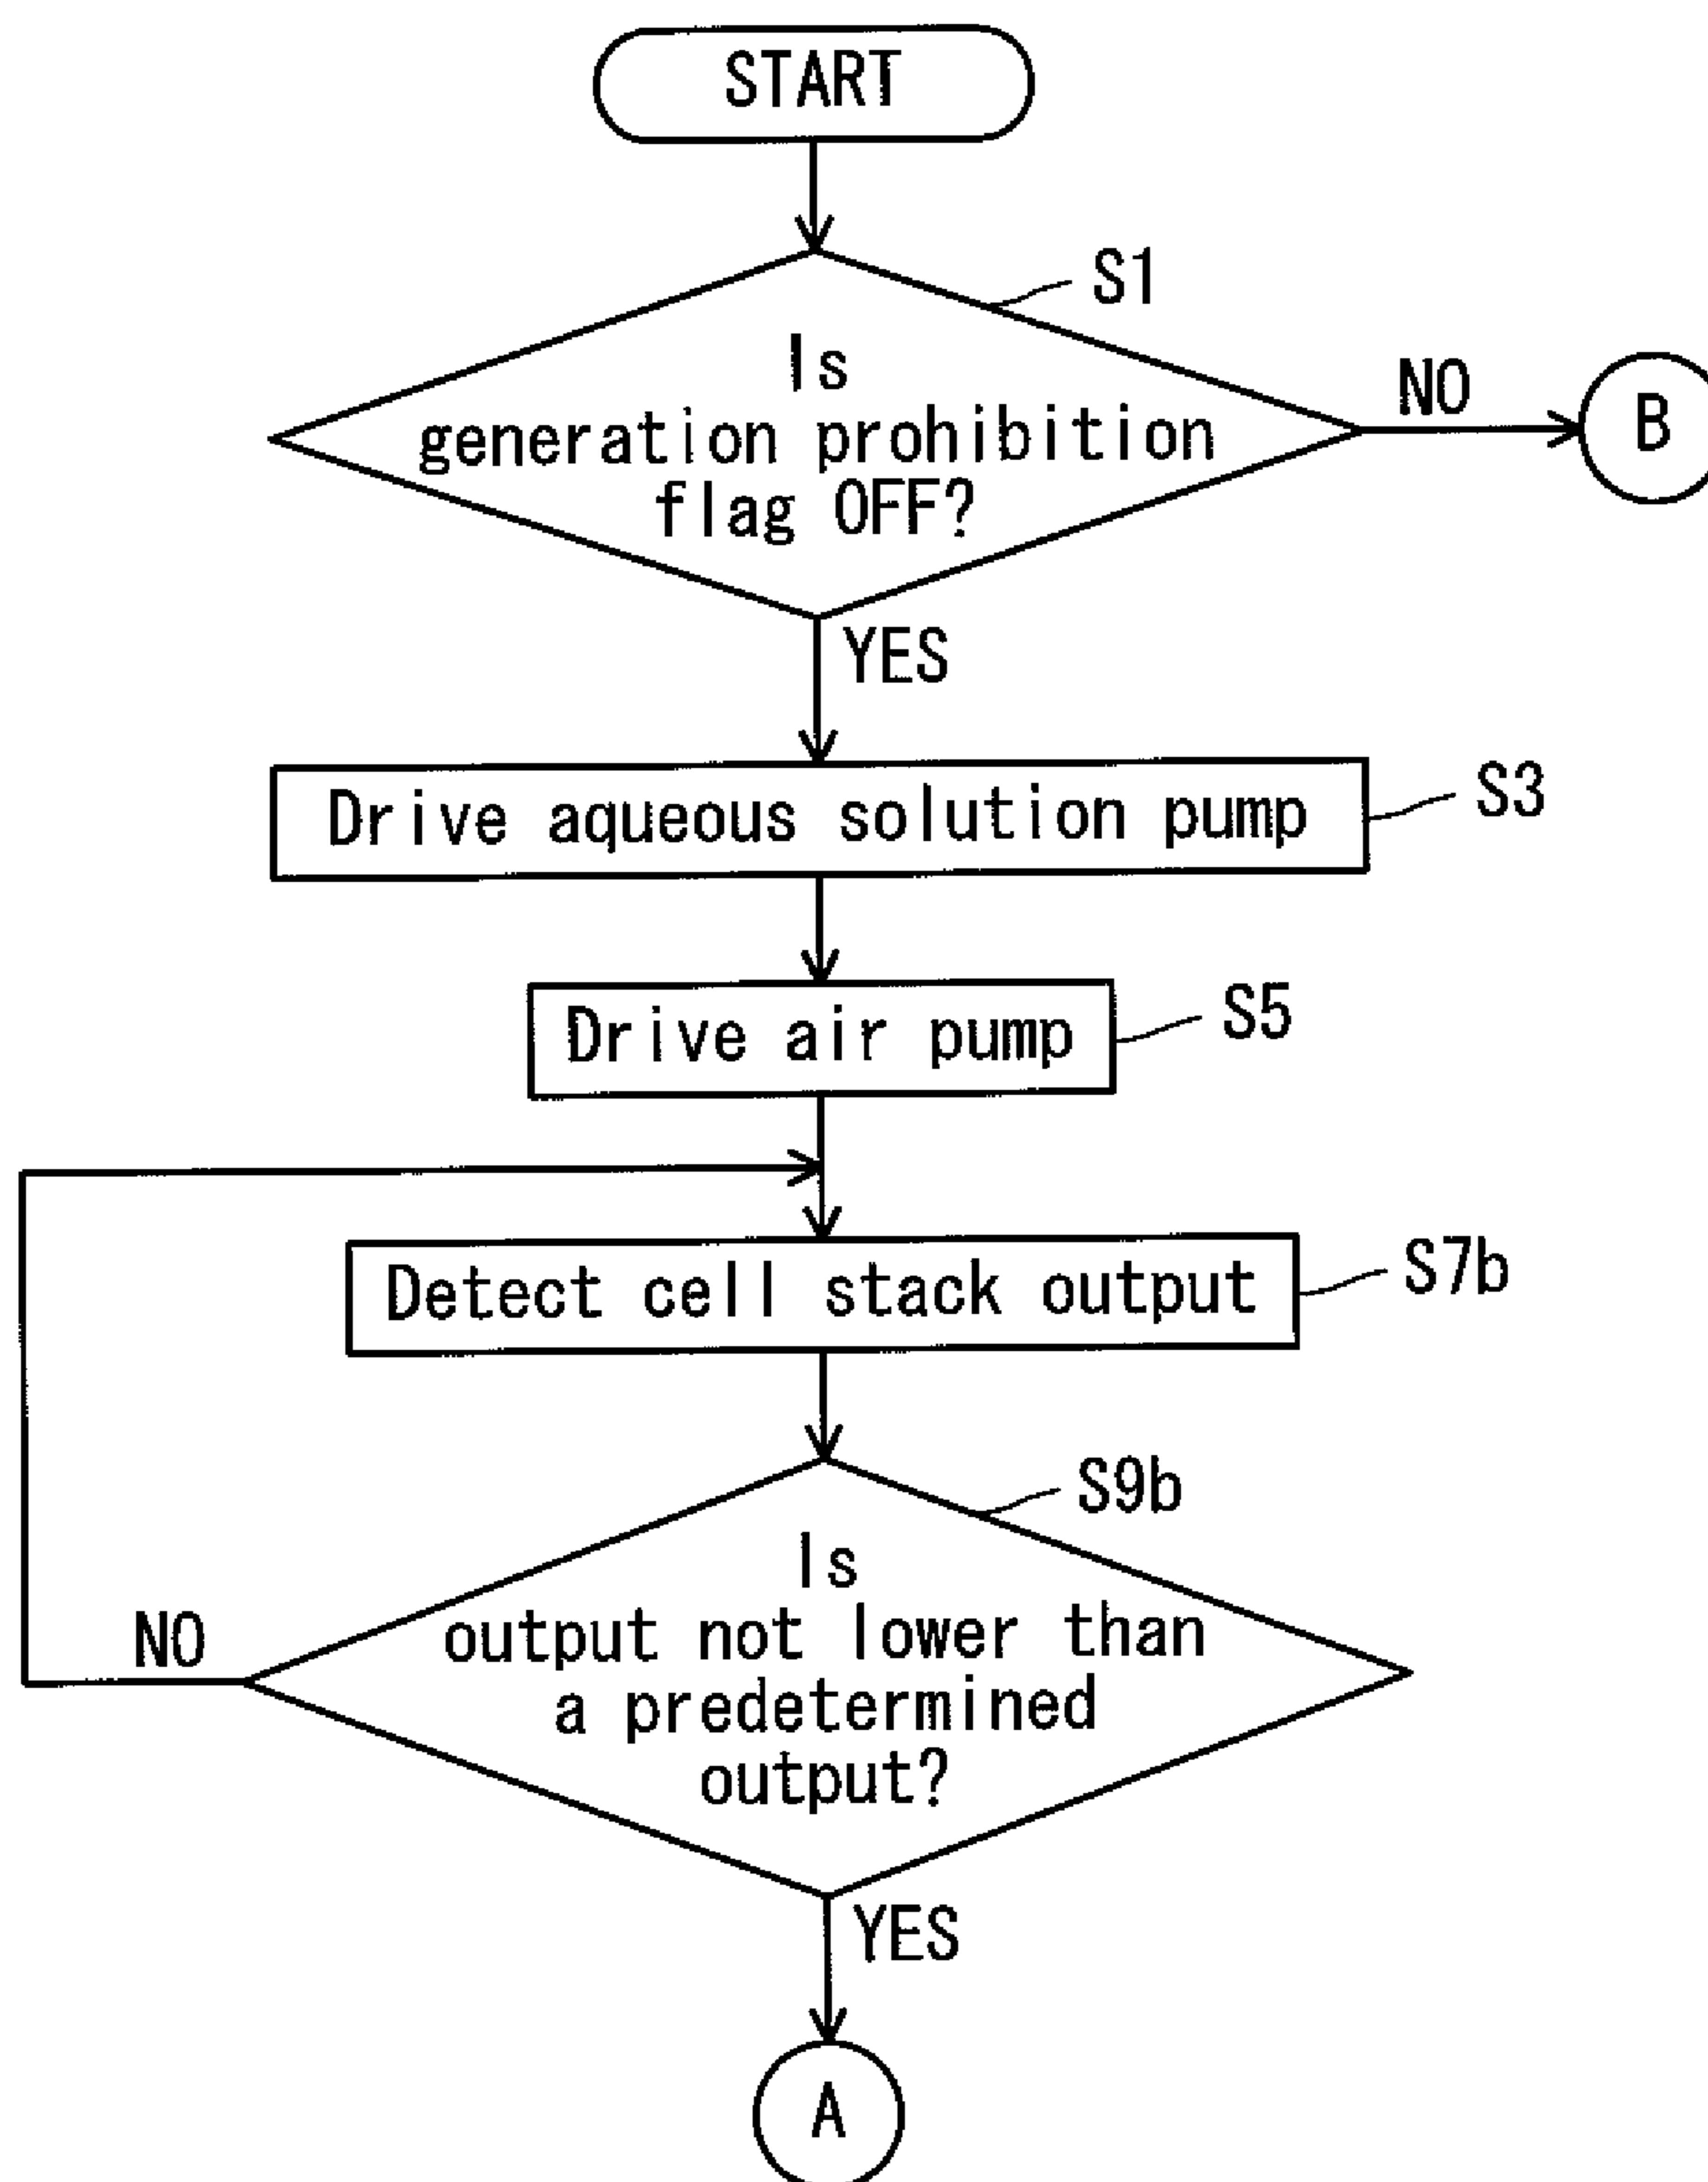 START
S1
Is
generation prohibition
flag OFF?
NO
B
YES
Drive aqueous solution pump
S3
Drive air pump
S5
Detect cell stack output
S7b
S9b
Is
output not lower than
a predetermined
output?
NO
YES
A